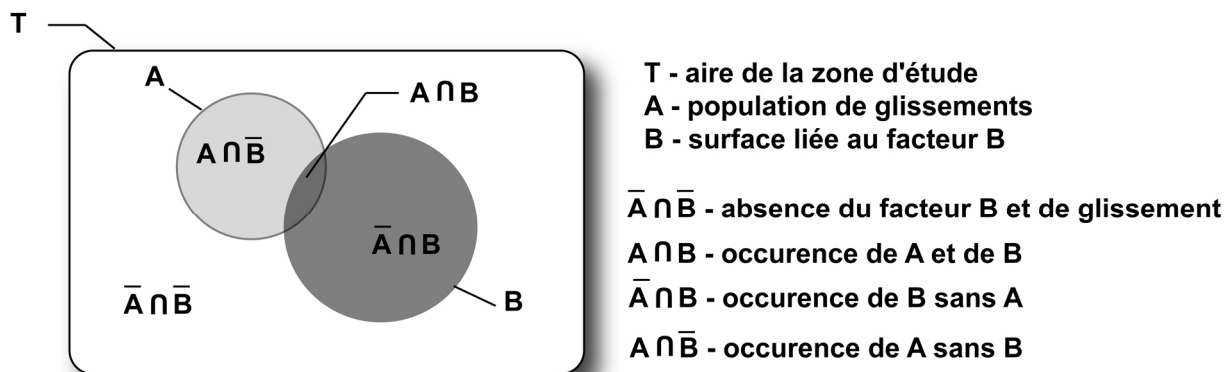 T
A
A ∩ B
A ∩ B̅
A̅ ∩ B
A̅ ∩ B̅
B
T - aire de la zone d'étude
A - population de glissements
B - surface liée au facteur B
A̅ ∩ B̅ - absence du facteur B et de glissement
A ∩ B - occurence de A et de B
A̅ ∩ B - occurence de B sans A
A ∩ B̅ - occurence de A sans B